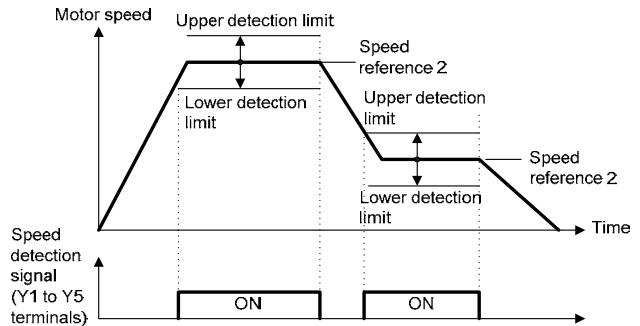 Motor speed
Upper detection limit
Speed
reference 2
Lower detection
limit
Upper detection
limit
Speed
reference 2
Lower detection
limit
Time
Speed
detection
signal
(Y1 to Y5
terminals)
ON
ON